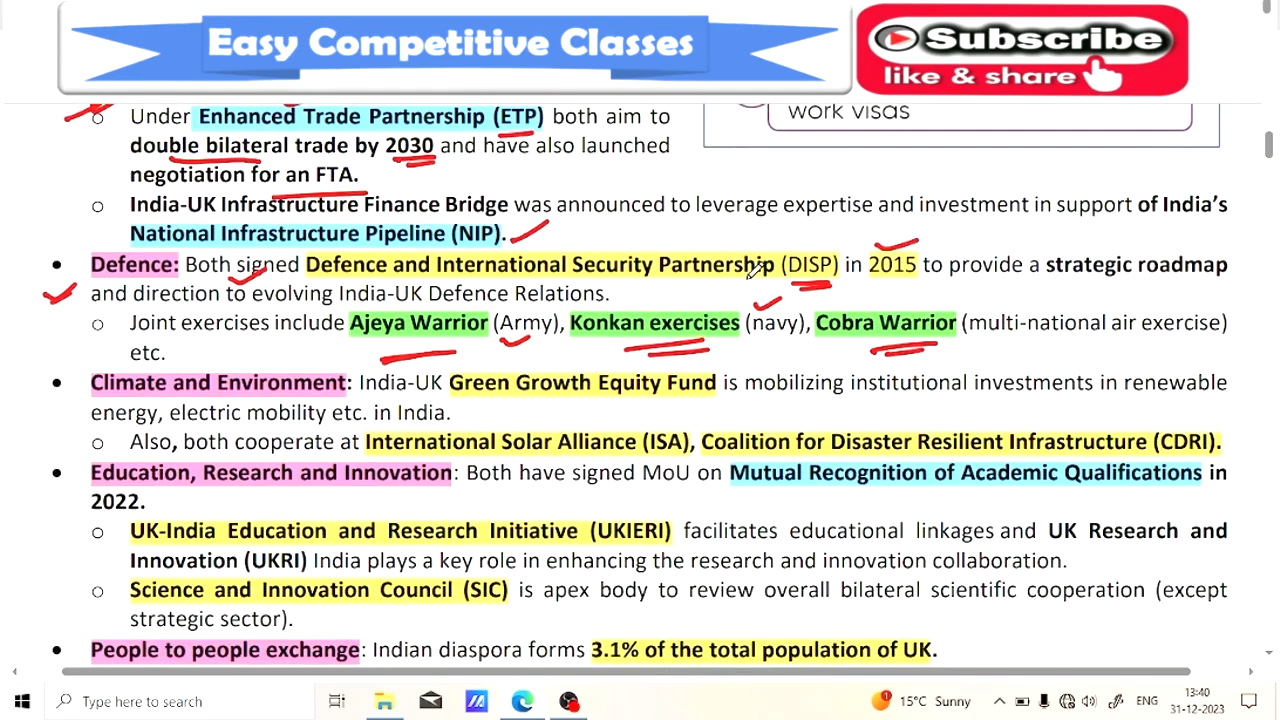 Easy Competitive Classes
Subscribe
like & share
work visas
o Under Enhanced Trade Partnership (ETP) both aim to
double bilateral trade by 2030 and have also launched
negotiation for an FTA.
o India-UK Infrastructure Finance Bridge was announced to leverage expertise and investment in support of India's
National Infrastructure Pipeline (NIP).
• Defence: Both signed Defence and International Security Partnership (DISP) in 2015 to provide a strategic roadmap
and direction to evolving India-UK Defence Relations.
o Joint exercises include Ajeya Warrior (Army), Konkan exercises (navy), Cobra Warrior (multi-national air exercise)
etc.
• Climate and Environment: India-UK Green Growth Equity Fund is mobilizing institutional investments in renewable
energy, electric mobility etc. in India.
o Also, both cooperate at International Solar Alliance (ISA), Coalition for Disaster Resilient Infrastructure (CDRI).
• Education, Research and Innovation: Both have signed MoU on Mutual Recognition of Academic Qualifications in
2022.
o UK-India Education and Research Initiative (UKIERI) facilitates educational linkages and UK Research and
Innovation (UKRI) India plays a key role in enhancing the research and innovation collaboration.
o Science and Innovation Council (SIC) is apex body to review overall bilateral scientific cooperation (except
strategic sector).
• People to people exchange: Indian diaspora forms 3.1% of the total population of UK.
Type here to search
15°C Sunny
ENG
13:40
31-12-2023